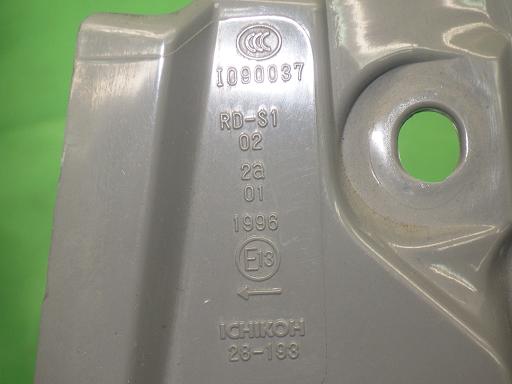 CCC
I090037
RD-S1
02
2a
01
1996
E13
←
ICHIKOH
28-193